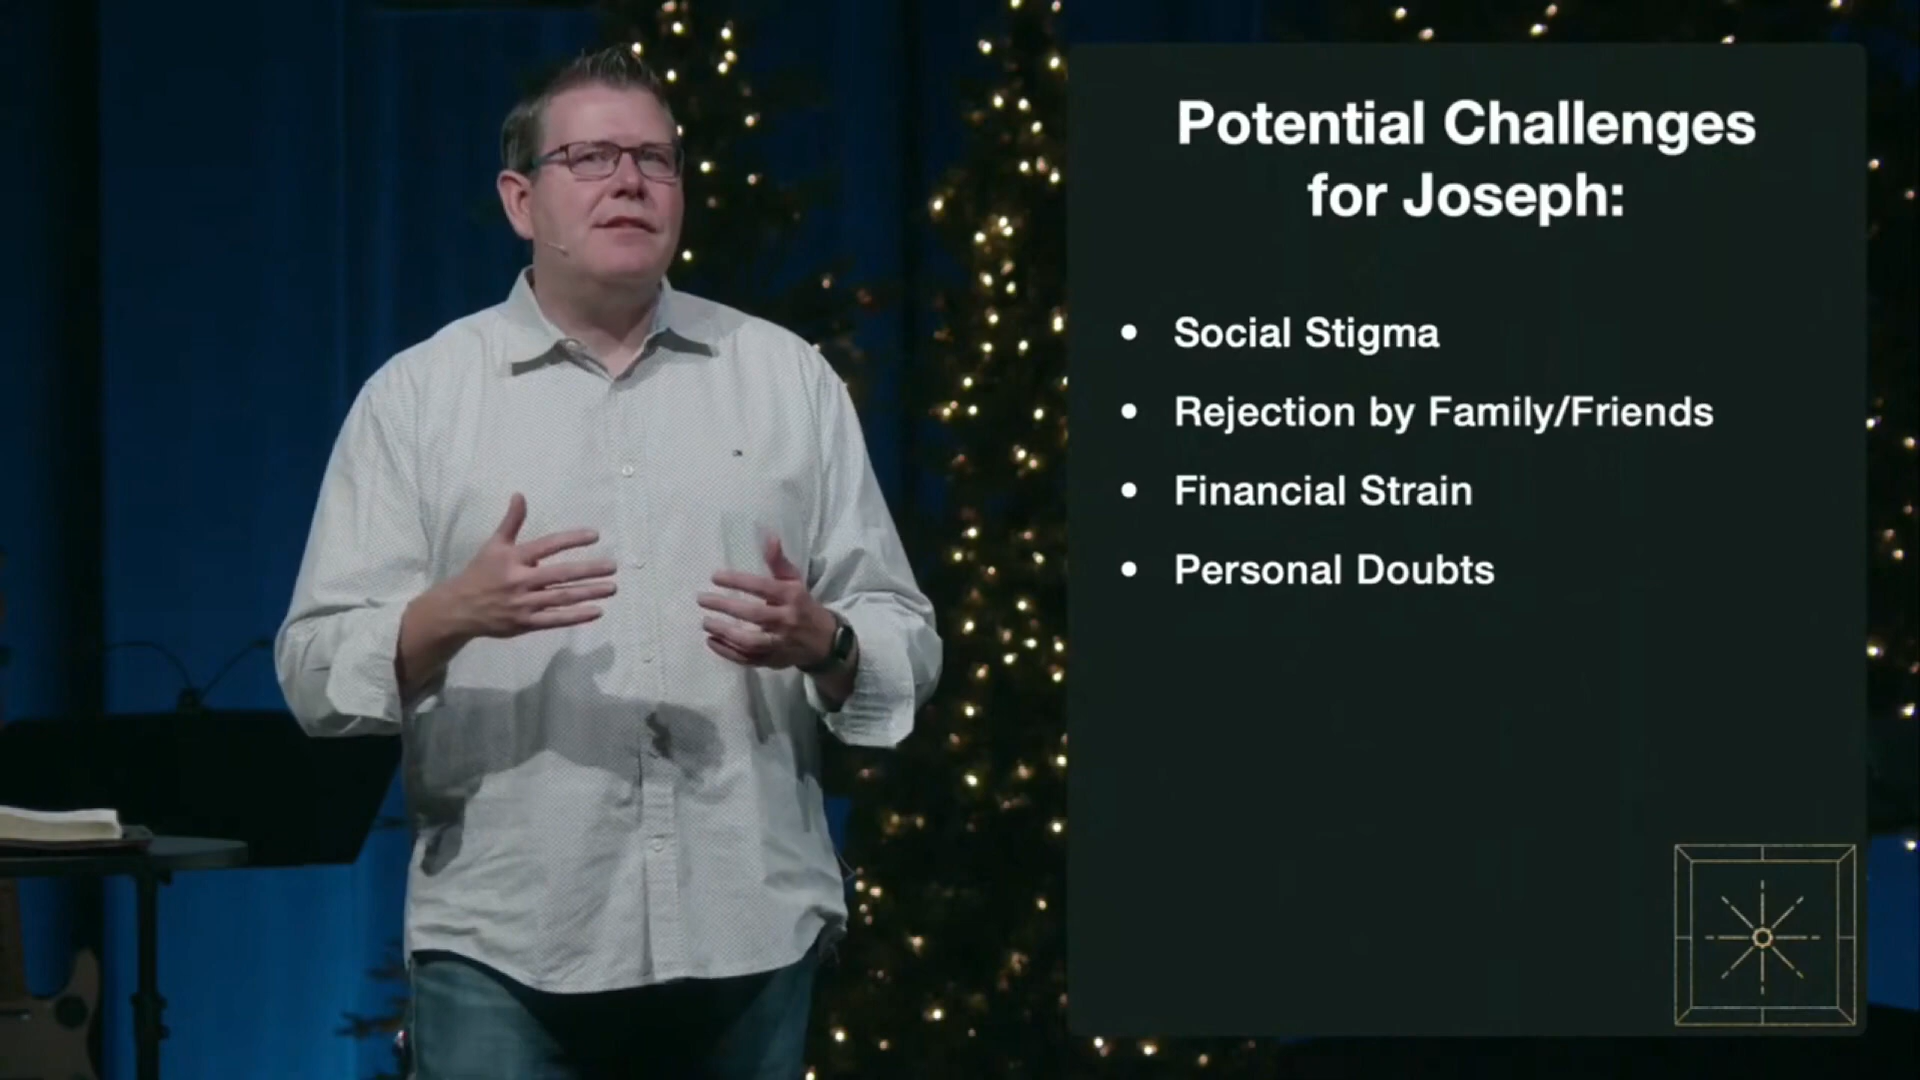 Potential Challenges
for Joseph:
• Social Stigma
• Rejection by Family/Friends
• Financial Strain
• Personal Doubts